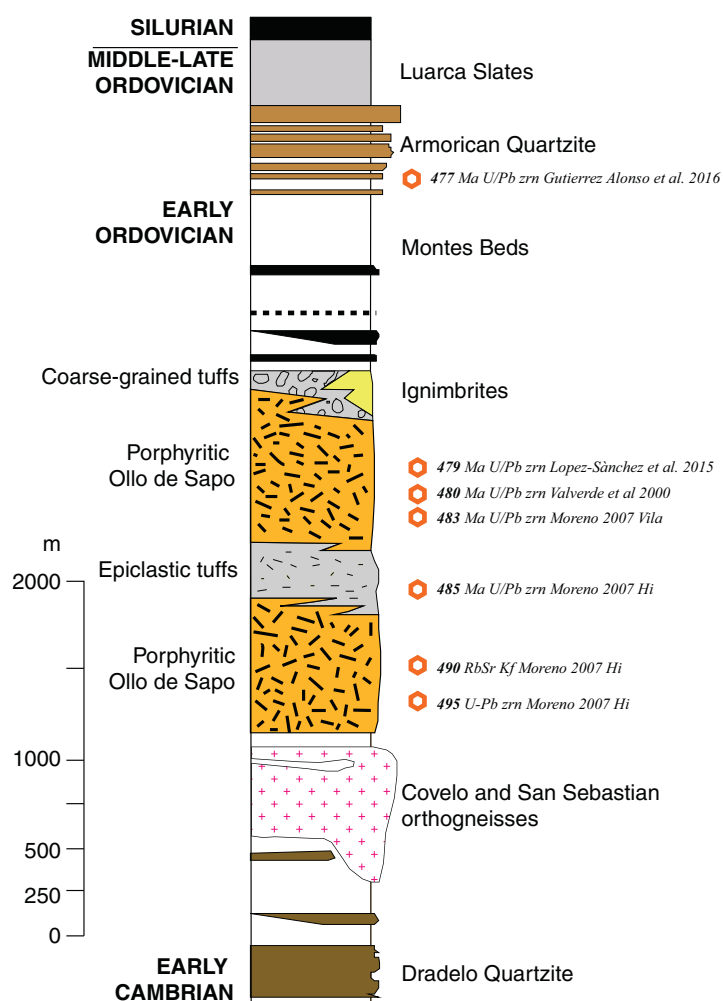 SILURIAN
MIDDLE-LATE
ORDOVICIAN
Luarca Slates
Armorican Quartzite
477 Ma U/Pb zrn Gutierrez Alonso et al. 2016
EARLY
ORDOVICIAN
Montes Beds
Coarse-grained tuffs
Ignimbrites
Porphyritic
Ollo de Sapo
479 Ma U/Pb zrn Lopez-Sànchez et al. 2015
480 Ma U/Pb zrn Valverde et al 2000
483 Ma U/Pb zrn Moreno 2007 Vila
m
2000
Epiclastic tuffs
485 Ma U/Pb zrn Moreno 2007 Hi
Porphyritic
Ollo de Sapo
490 RbSr Kf Moreno 2007 Hi
495 U-Pb zrn Moreno 2007 Hi
1000
Covelo and San Sebastian
orthogneisses
500
250
0
EARLY
CAMBRIAN
Dradelo Quartzite